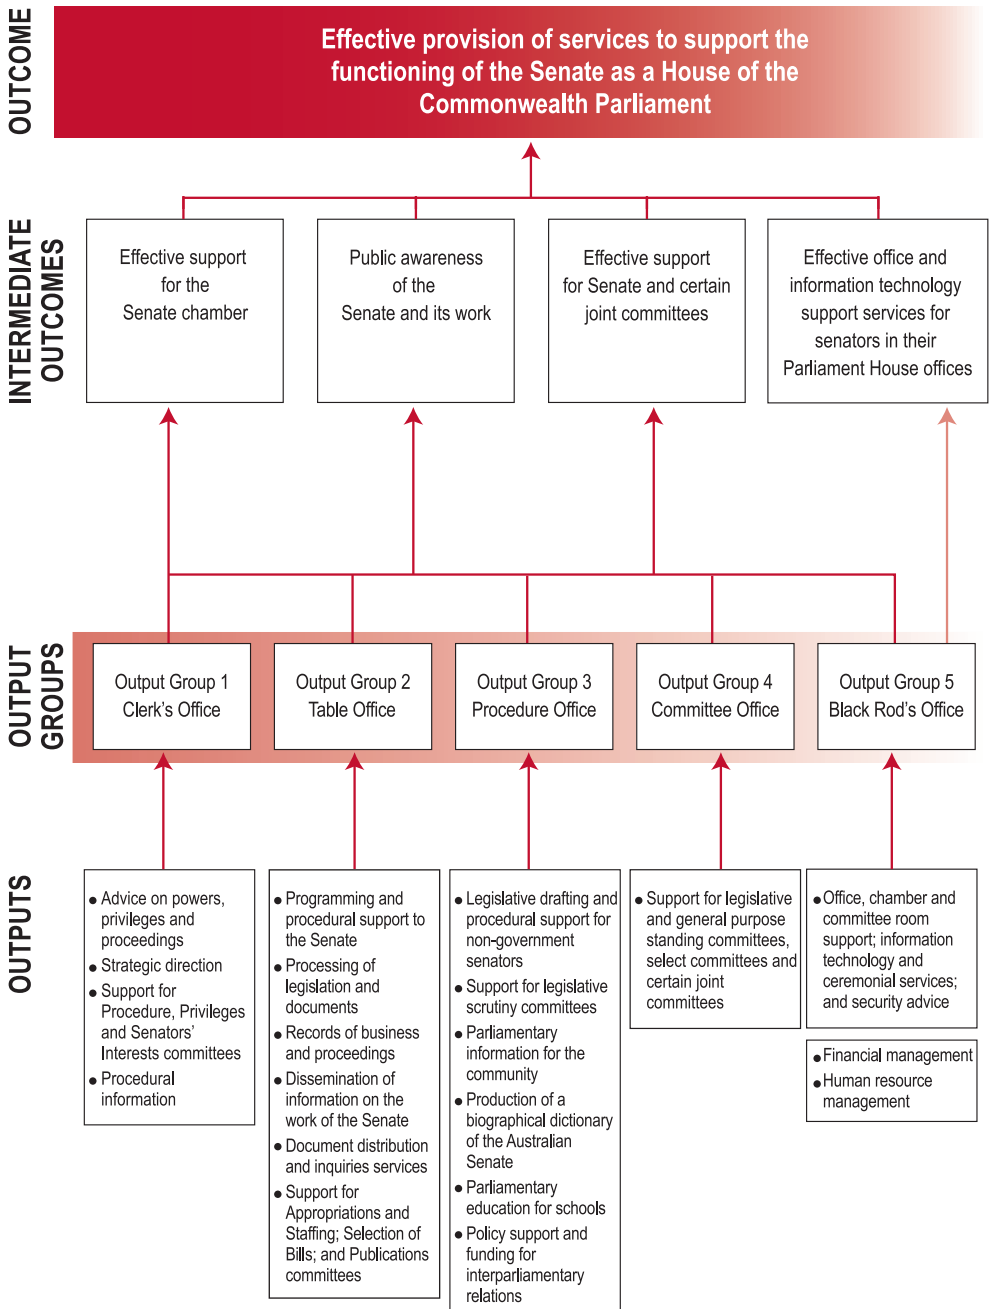 OUTCOME
Effective provision of services to support the
functioning of the Senate as a House of the
Commonwealth Parliament
INTERMEDIATE
OUTCOMES
Effective support
for the
Senate chamber
Public awareness
of the
Senate and its work
Effective support
for Senate and certain
joint committees
Effective office and
information technology
support services for
senators in their
Parliament House offices
OUTPUT
GROUPS
Output Group 1
Clerk's Office
Output Group 2
Table Office
Output Group 3
Procedure Office
Output Group 4
Committee Office
Output Group 5
Black Rod's Office
OUTPUTS
• Advice on powers,
privileges and
proceedings
• Strategic direction
• Support for
Procedure, Privileges
and Senators'
Interests committees
• Procedural
information
• Programming and
procedural support to
the Senate
• Processing of
legislation and
documents
• Records of business
and proceedings
• Dissemination of
information on the
work of the Senate
• Document distribution
and inquiries services
• Support for
Appropriations and
Staffing; Selection of
Bills; and Publications
committees
• Legislative drafting and
procedural support for
non-government
senators
• Support for legislative
scrutiny committees
• Parliamentary
information for the
community
• Production of a
biographical dictionary
of the Australian
Senate
• Parliamentary
education for schools
• Policy support and
funding for
interparliamentary
relations
• Support for legislative
and general purpose
standing committees,
select committees and
certain joint
committees
• Office, chamber and
committee room
support; information
technology and
ceremonial services;
and security advice
• Financial management
• Human resource
management